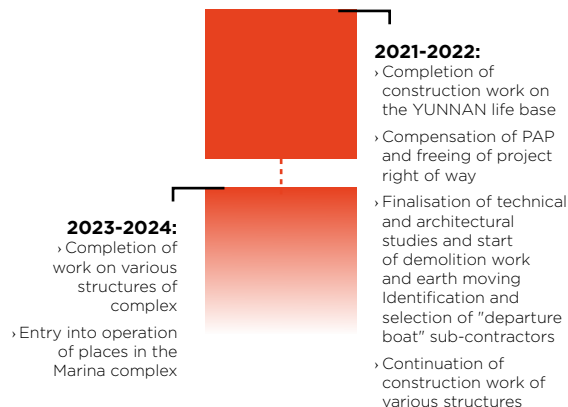 2021-2022:
› Completion of
construction work on
the YUNNAN life base
› Compensation of PAP
and freeing of project
right of way
› Finalisation of technical
and architectural
studies and start
of demolition work
and earth moving
Identification and
selection of "departure
boat" sub-contractors
› Continuation of
construction work of
various structures
2023-2024:
› Completion of
work on various
structures of
complex
› Entry into operation
of places in the
Marina complex